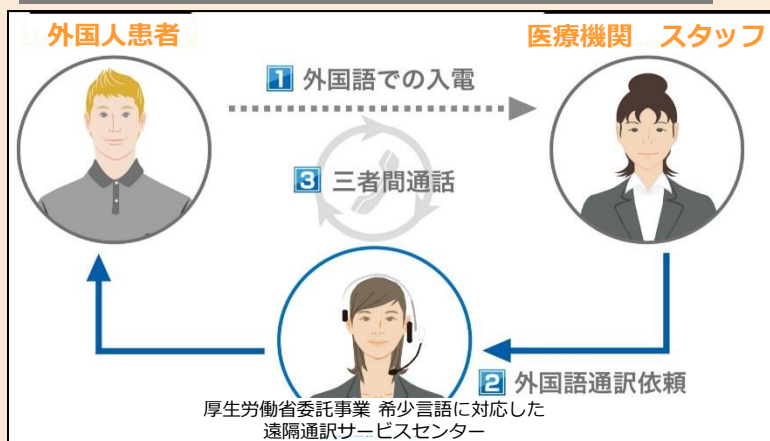 外国人患者
医療機関　スタッフ
1 外国語での入電
3 三者間通話
2 外国語通訳依頼
厚生労働省委託事業 希少言語に対応した
遠隔通訳サービスセンター